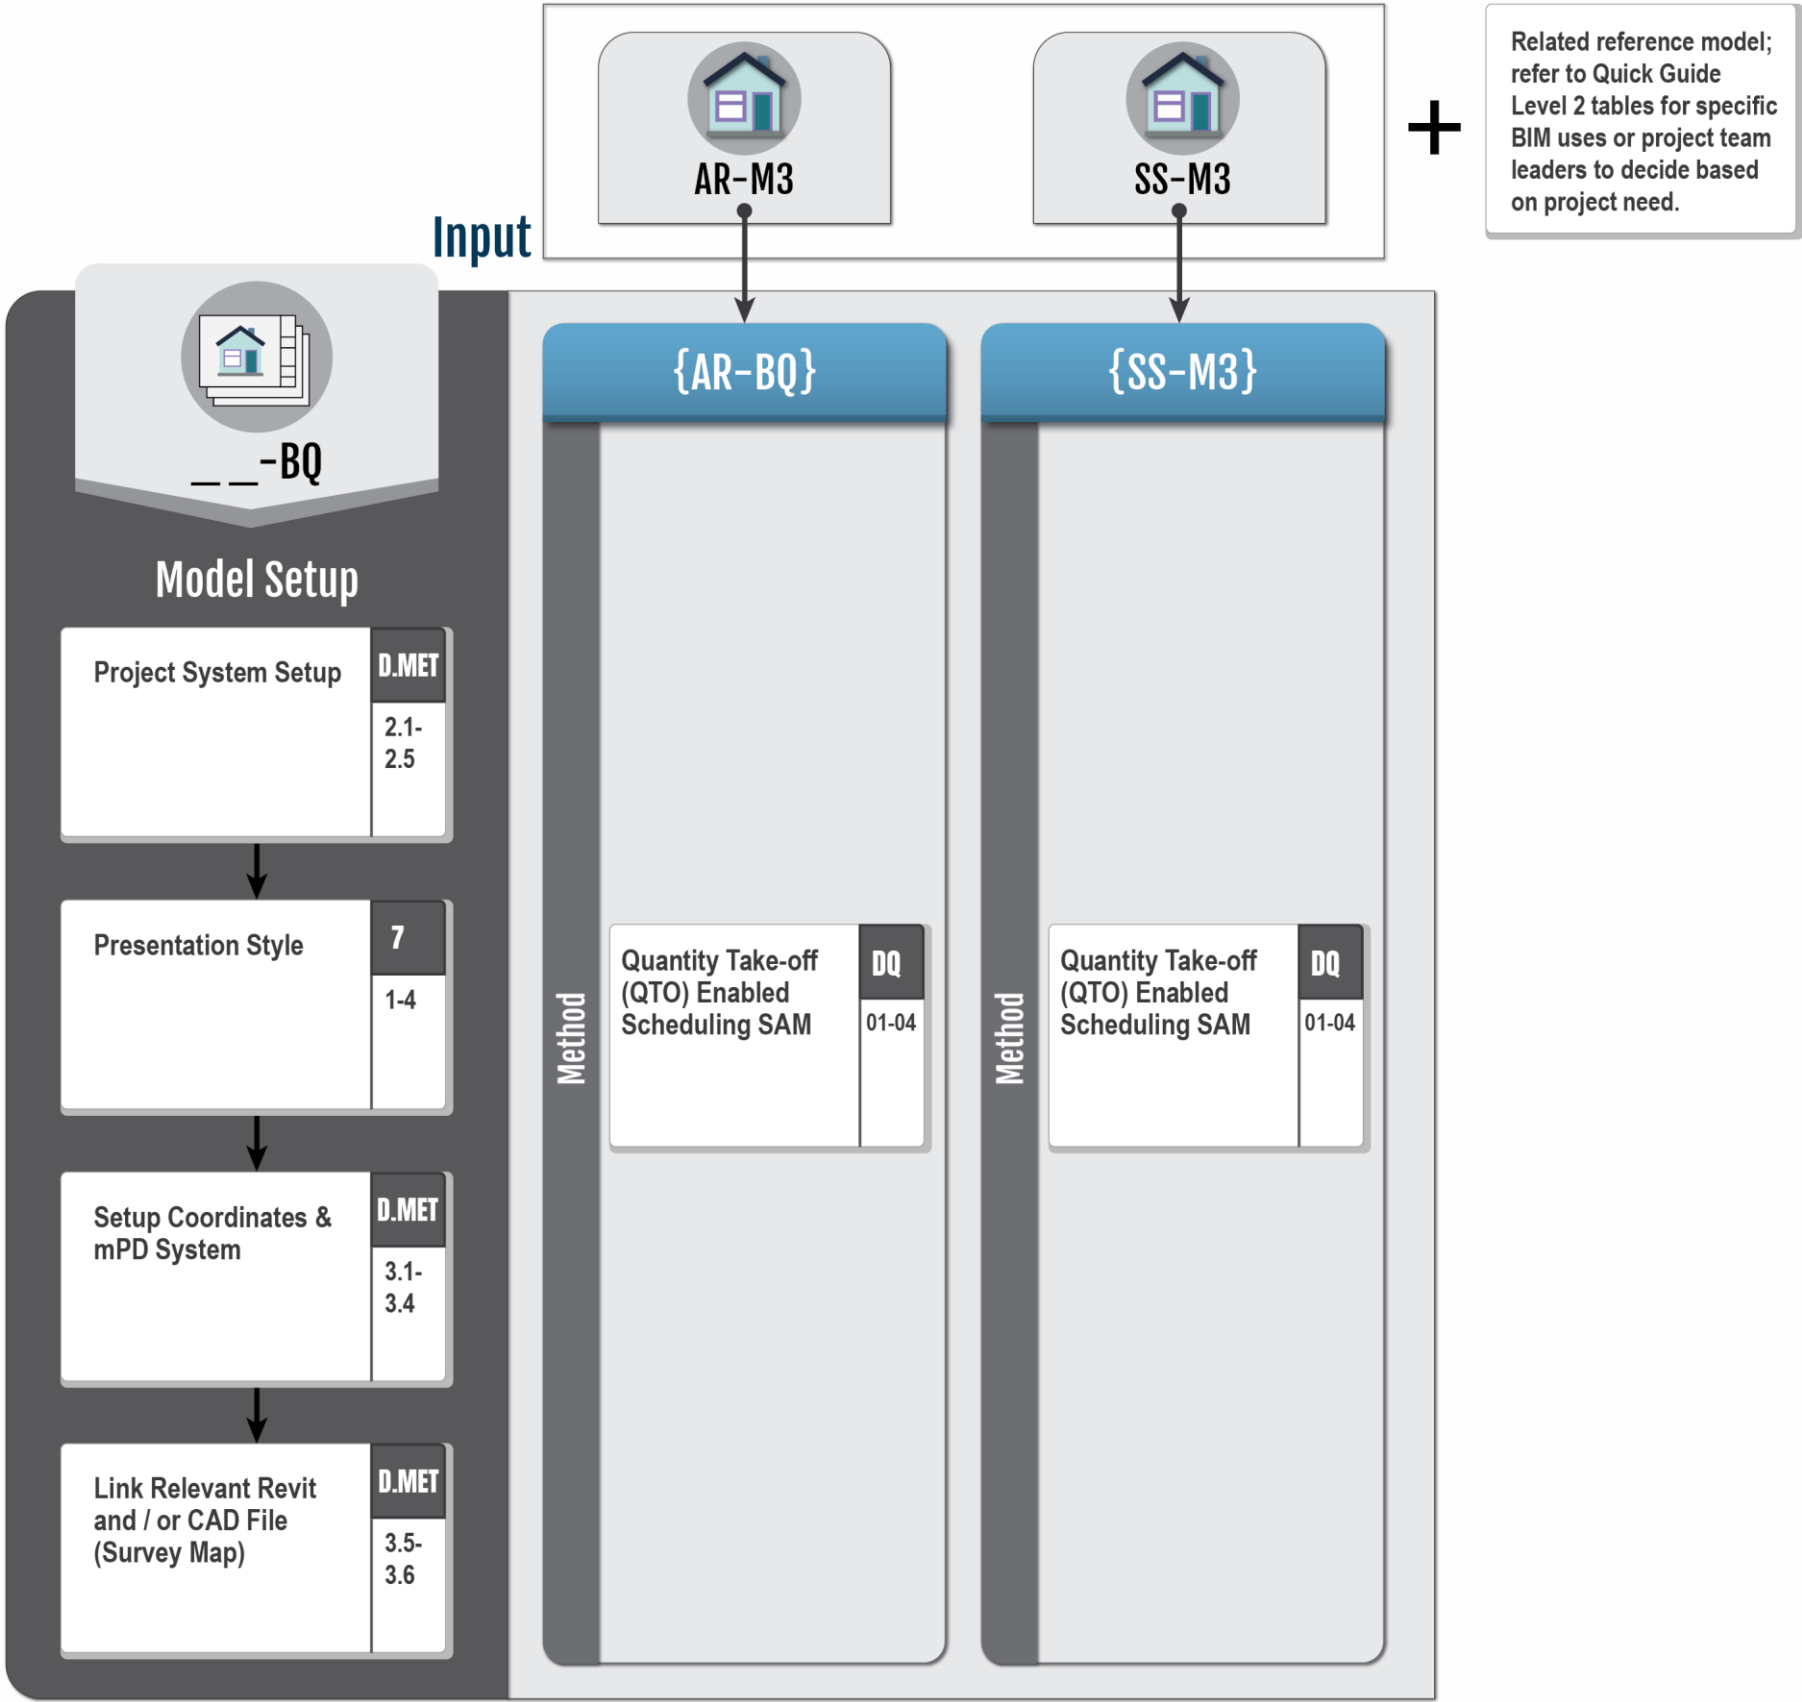 Related reference model;
refer to Quick Guide
Level 2 tables for specific
BIM uses or project team
leaders to decide based
on project need.
AR-M3
SS-M3
Input
{AR-BQ}
{SS-M3}
_ _-BQ
Model Setup
Project System Setup
D.MET
2.1-
2.5
Presentation Style
7
1-4
Setup Coordinates &
mPD System
D.MET
3.1-
3.4
Link Relevant Revit
and / or CAD File
(Survey Map)
D.MET
3.5-
3.6
Method
Quantity Take-off
(QTO) Enabled
Scheduling SAM
DQ
01-04
Method
Quantity Take-off
(QTO) Enabled
Scheduling SAM
DQ
01-04